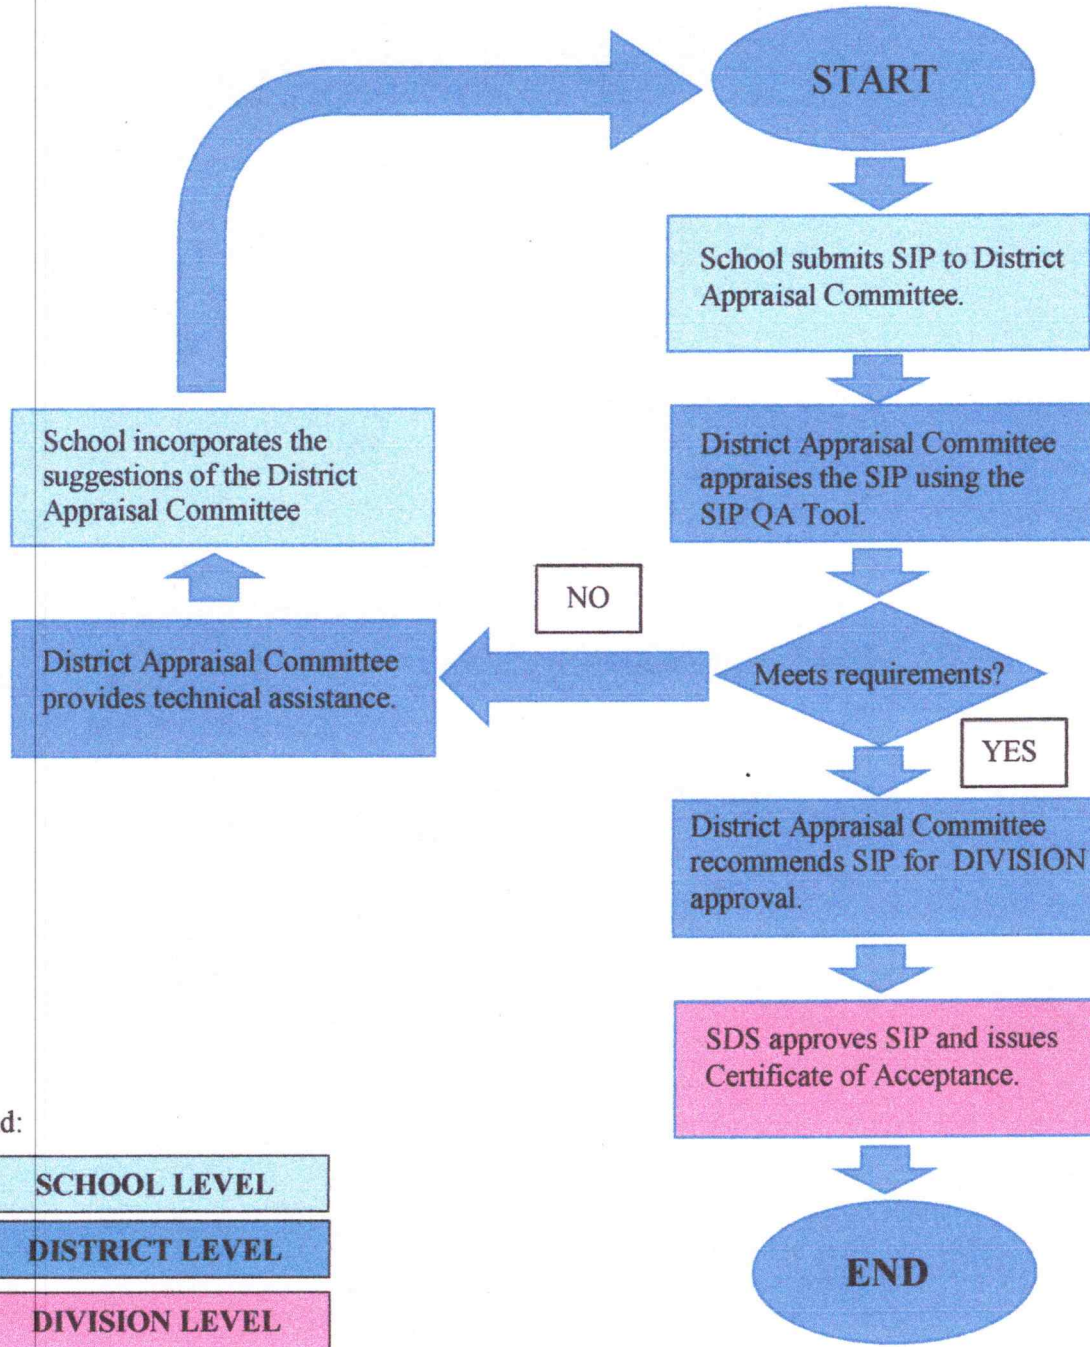 START
School submits SIP to District
Appraisal Committee.
District Appraisal Committee
appraises the SIP using the
SIP QA Tool.
Meets requirements?
NO
District Appraisal Committee
provides technical assistance.
School incorporates the
suggestions of the District
Appraisal Committee
YES
District Appraisal Committee
recommends SIP for DIVISION
approval.
SDS approves SIP and issues
Certificate of Acceptance.
END
d:
SCHOOL LEVEL
DISTRICT LEVEL
DIVISION LEVEL